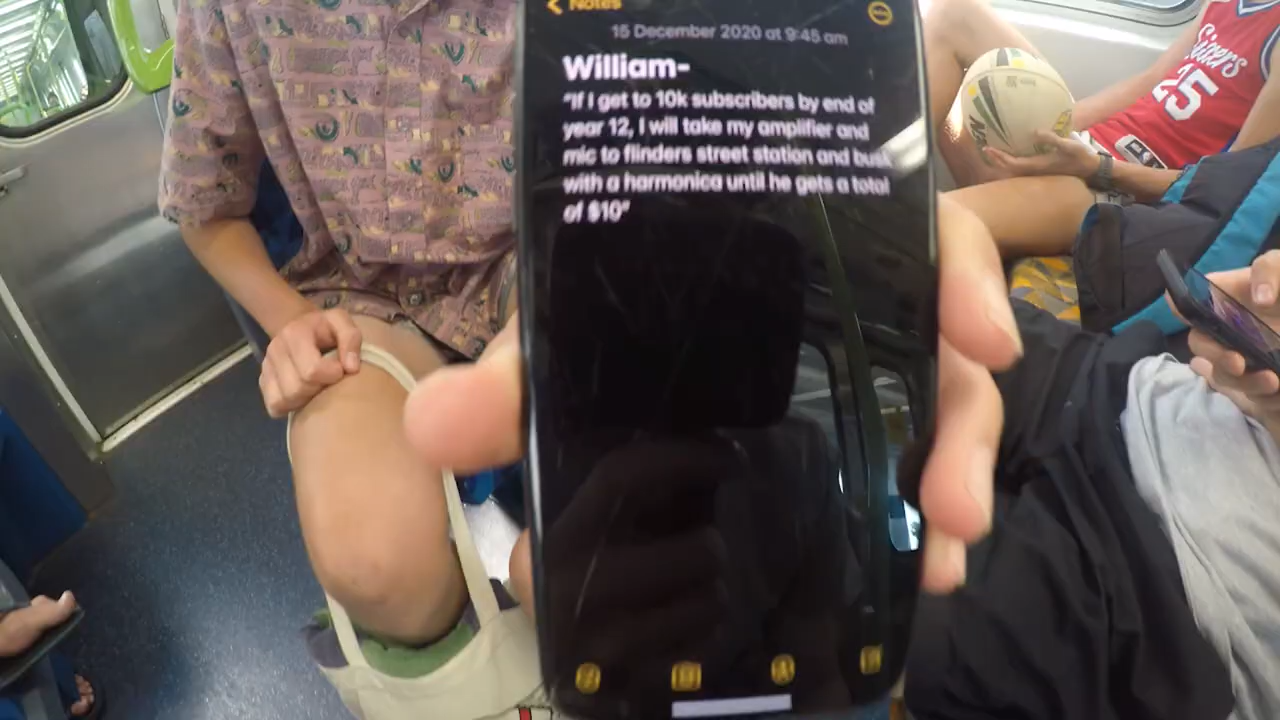 Notes
15 December 2020 at 9:45 am
William-
"If I get to 10k subscribers by end of
year 12, I will take my amplifier and
mic to flinders street station and busk
with a harmonica until he gets a total
of $10"
Sixers
25